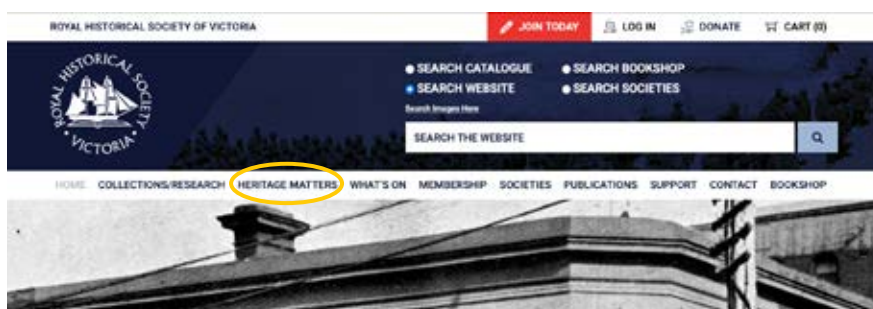 ROYAL HISTORICAL SOCIETY OF VICTORIA
JOIN TODAY
LOG IN
DONATE
CART (0)
ROYAL HISTORICAL SOCIETY
VICTORIA
SEARCH CATALOGUE
SEARCH BOOKSHOP
SEARCH WEBSITE
SEARCH SOCIETIES
Search Images Here
SEARCH THE WEBSITE
HOME COLLECTIONS/RESEARCH HERITAGE MATTERS WHAT'S ON MEMBERSHIP SOCIETIES PUBLICATIONS SUPPORT CONTACT BOOKSHOP